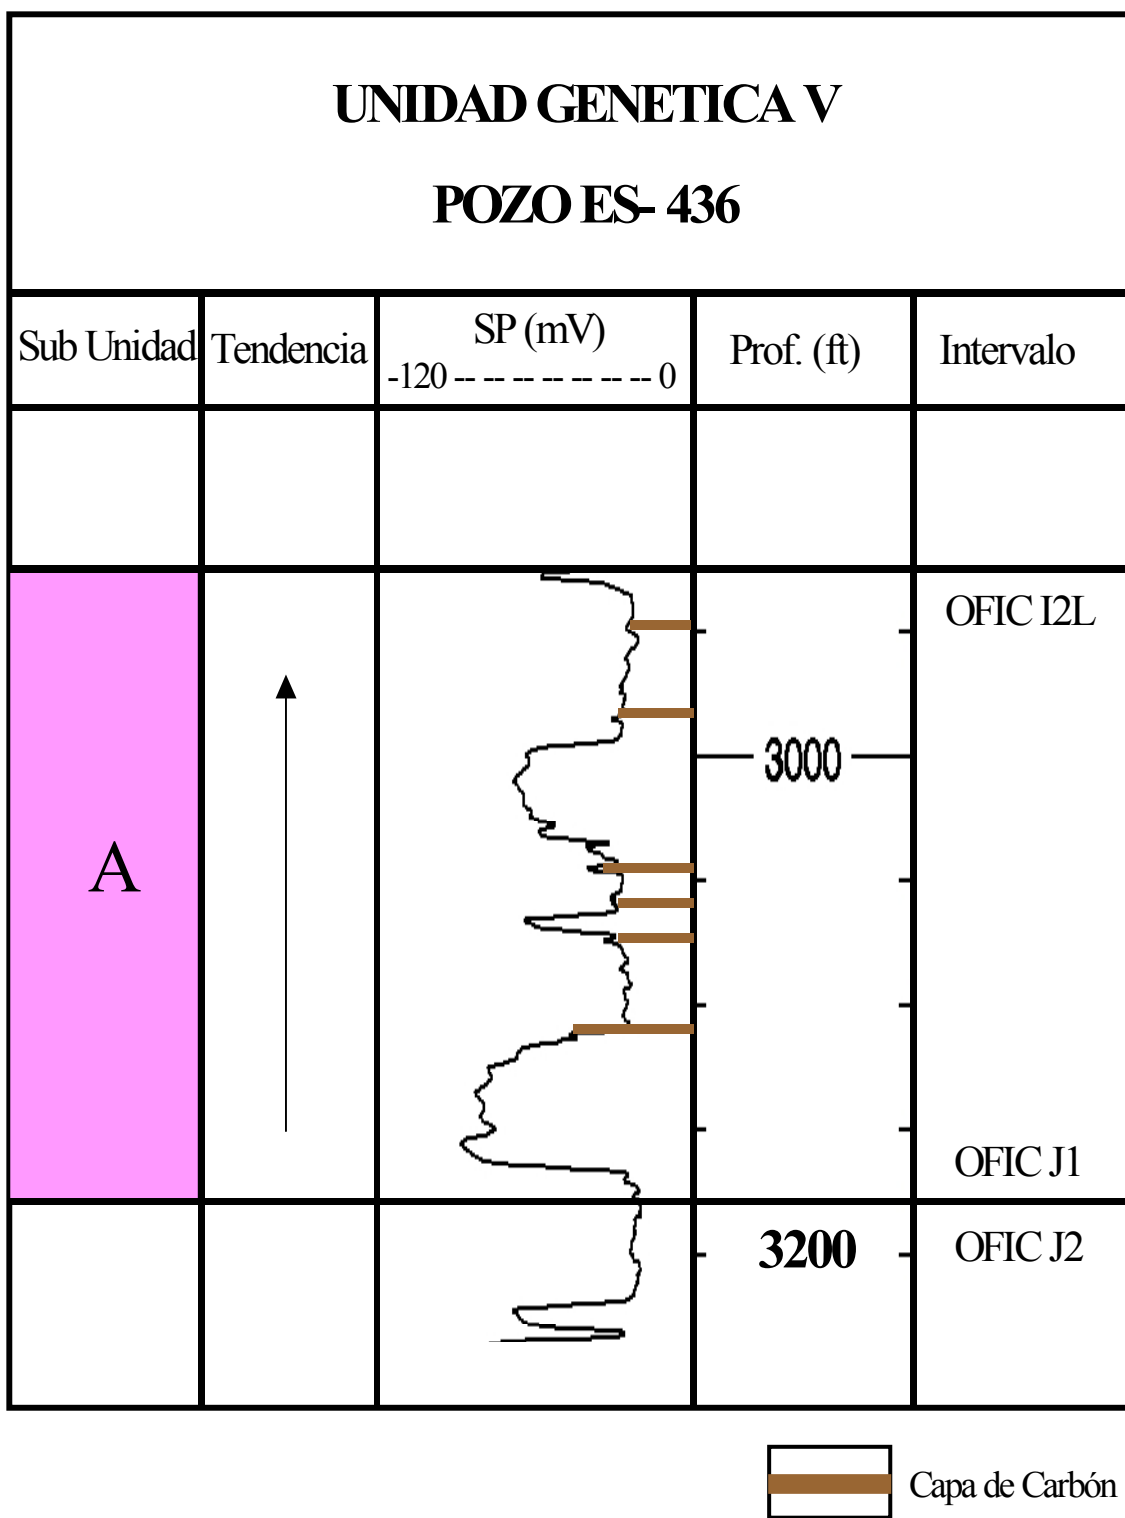 UNIDAD GENETICA V
POZO ES- 436
Sub Unidad
Tendencia
SP (mV)
-120 -- -- -- -- -- -- -- 0
Prof. (ft)
Intervalo
OFIC I2L
3000
A
OFIC J1
3200
OFIC J2
Capa de Carbón